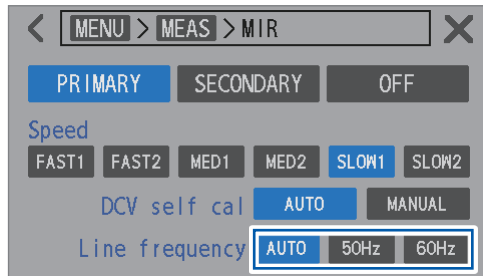 MENU > MEAS > MIR
PRIMARY SECONDARY OFF
Speed
FAST1 FAST2 MED1 MED2 SLOW1 SLOW2
DCV self cal AUTO MANUAL
Line frequency AUTO 50Hz 60Hz